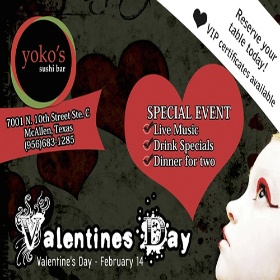 yoko's
sushi bar
7001 N. 10th Street Ste. C
McAllen, Texas
(956)683-1285
Reserve your
table today!
VIP certificates available
SPECIAL EVENT
Live Music
Drink Specials
Dinner for two
Valentines Day
Valentine's Day - February 14